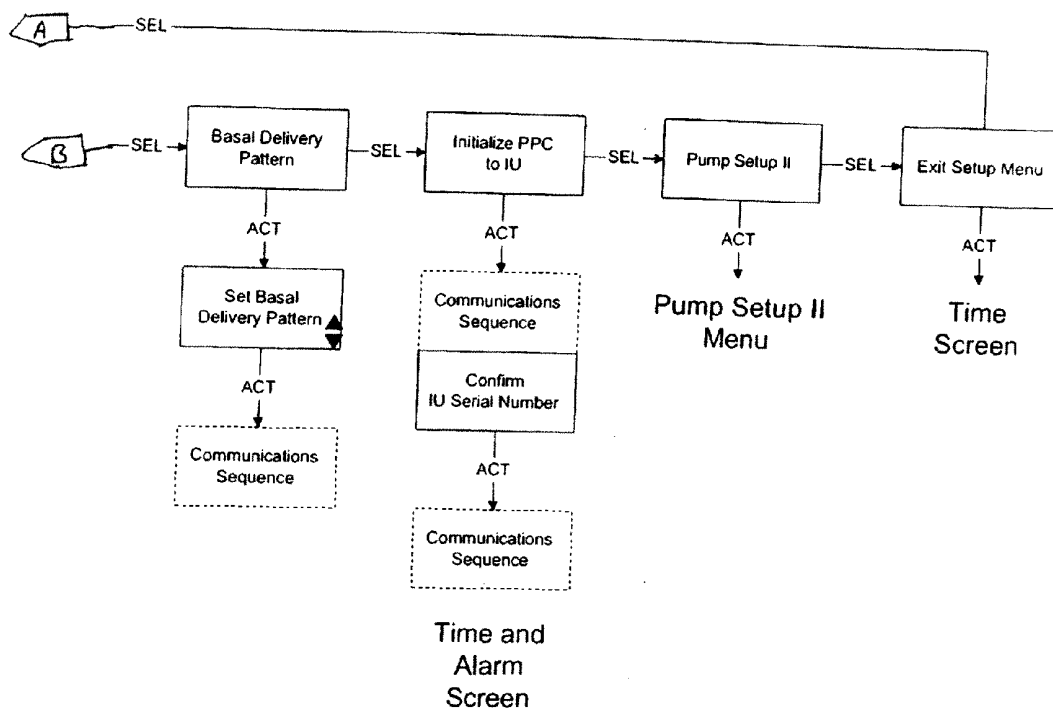 A
SEL
B
SEL
Basal Delivery
Pattern
SEL
Initialize PPC
to IU
SEL
Pump Setup II
SEL
Exit Setup Menu
ACT
ACT
ACT
ACT
Set Basal
Delivery Pattern
Communications
Sequence
Pump Setup II
Menu
Time
Screen
Confirm
IU Serial Number
ACT
Communications
Sequence
ACT
Communications
Sequence
Time and
Alarm
Screen